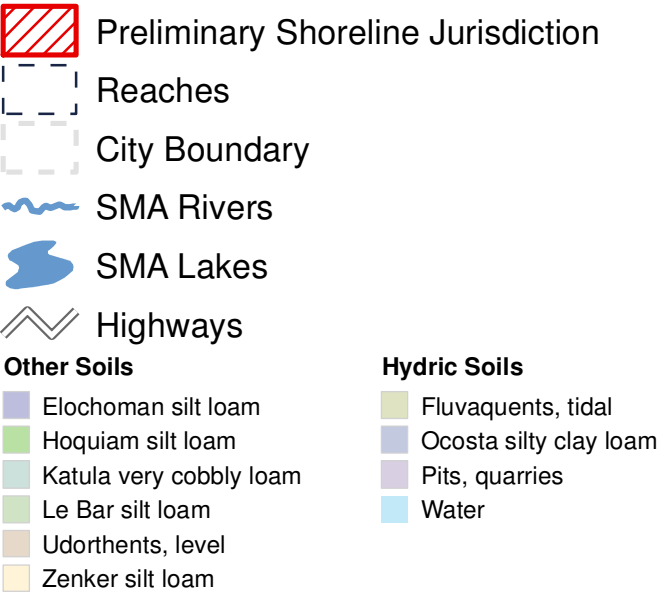 Preliminary Shoreline Jurisdiction
Reaches
City Boundary
SMA Rivers
SMA Lakes
Highways
Other Soils
Elochoman silt loam
Hoquiam silt loam
Katula very cobbly loam
Le Bar silt loam
Udorthents, level
Zenker silt loam
Hydric Soils
Fluvaquents, tidal
Ocosta silty clay loam
Pits, quarries
Water